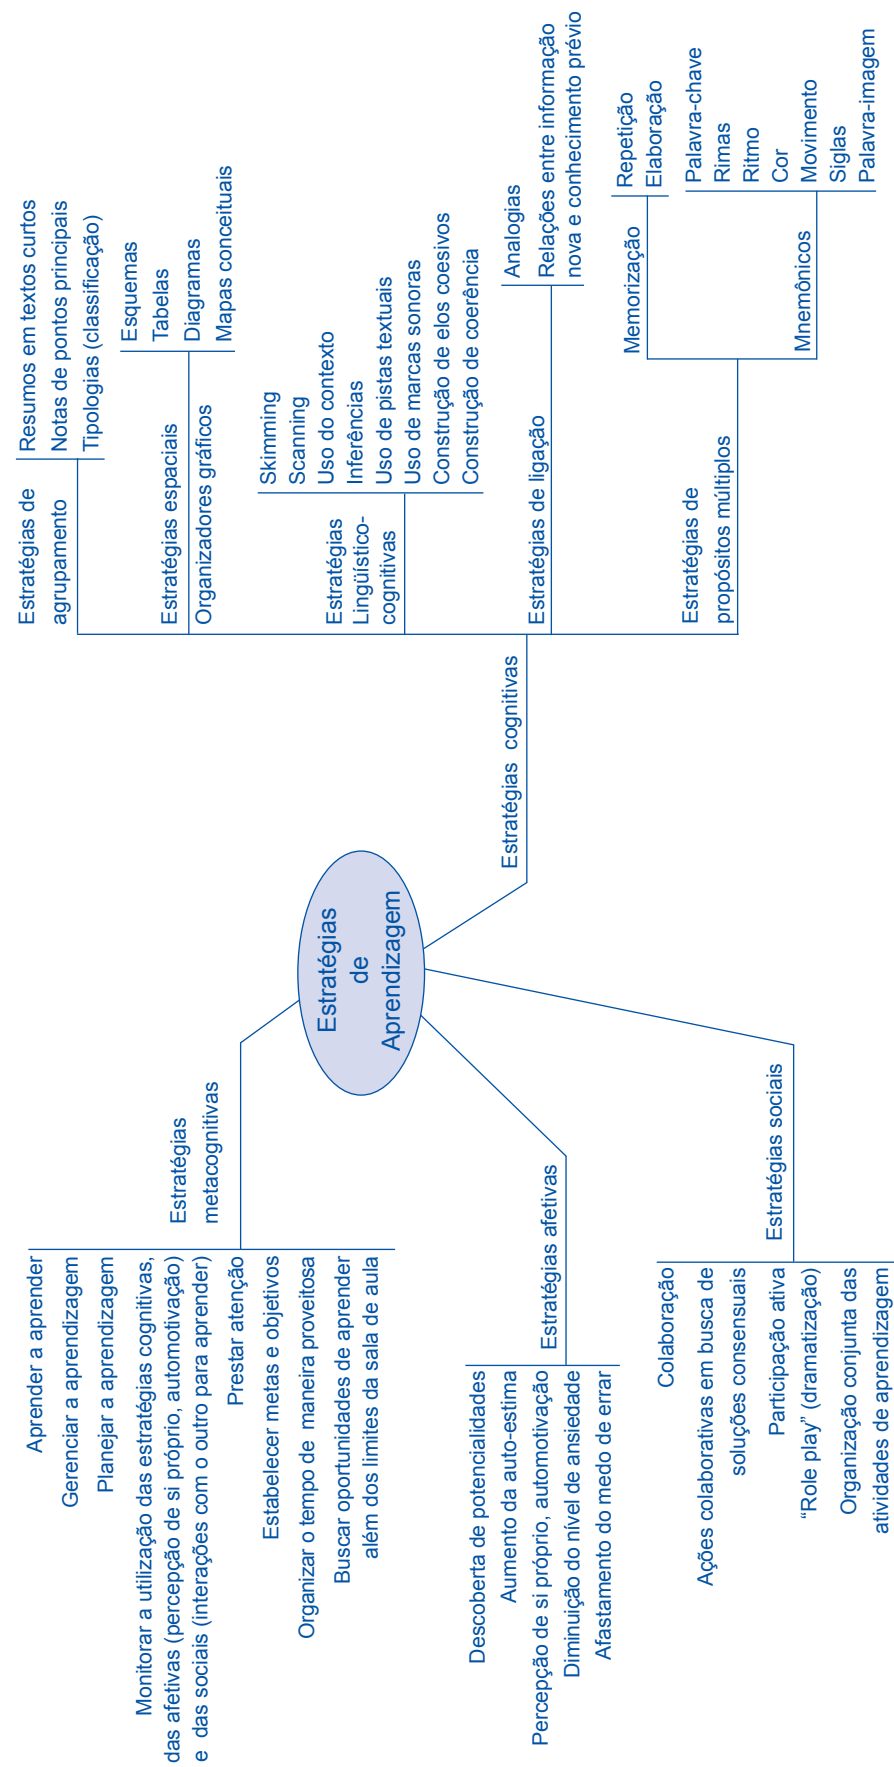 Estratégias
de
Aprendizagem
Estratégias
metacognitivas
Aprender a aprender
Gerenciar a aprendizagem
Planejar a aprendizagem
Monitorar a utilização das estratégias cognitivas,
das afetivas (percepção de si próprio, automotivação)
e das sociais (interações com o outro para aprender)
Prestar atenção
Estabelecer metas e objetivos
Organizar o tempo de maneira proveitosa
Buscar oportunidades de aprender
além dos limites da sala de aula
Estratégias afetivas
Descoberta de potencialidades
Aumento da auto-estima
Percepção de si próprio, automotivação
Diminuição do nível de ansiedade
Afastamento do medo de errar
Estratégias sociais
Colaboração
Ações colaborativas em busca de
soluções consensuais
Participação ativa
“Role play” (dramatização)
Organização conjunta das
atividades de aprendizagem
Estratégias cognitivas
Estratégias de
agrupamento
Resumos em textos curtos
Notas de pontos principais
Tipologias (classificação)
Estratégias espaciais
Organizadores gráficos
Esquemas
Tabelas
Diagramas
Mapas conceituais
Estratégias
Lingüístico-
cognitivas
Skimming
Scanning
Uso do contexto
Inferências
Uso de pistas textuais
Uso de marcas sonoras
Construção de elos coesivos
Construção de coerência
Estratégias de ligação
Analogias
Relações entre informação
nova e conhecimento prévio
Estratégias de
propósitos múltiplos
Memorização
Repetição
Elaboração
Mnemônicos
Palavra-chave
Rimas
Ritmo
Cor
Movimento
Siglas
Palavra-imagem